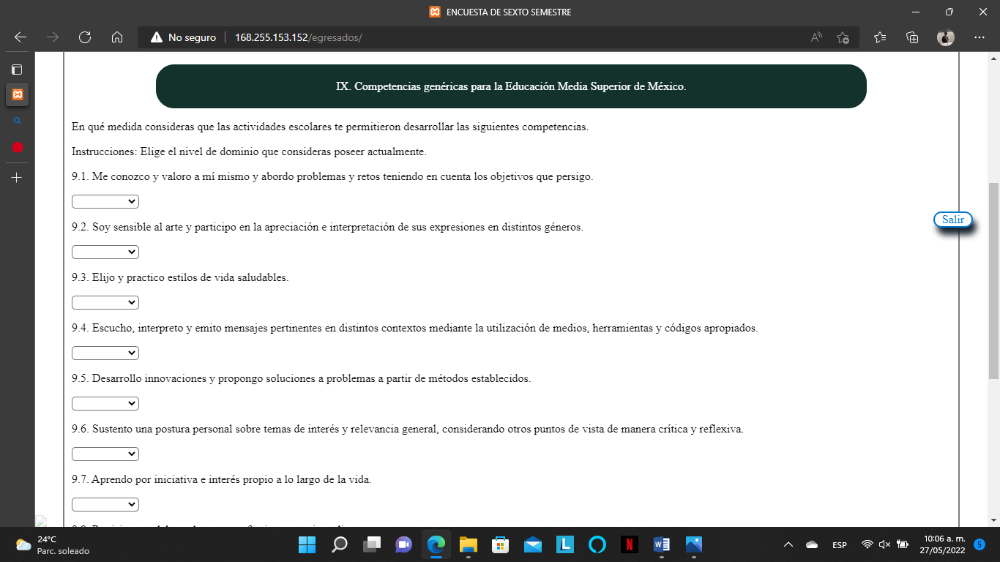 ENCUESTA DE SEXTO SEMESTRE
No seguro
168.255.153.152/egresados/
IX. Competencias genéricas para la Educación Media Superior de México.
En qué medida consideras que las actividades escolares te permitieron desarrollar las siguientes competencias.
Instrucciones: Elige el nivel de dominio que consideras poseer actualmente.
9.1. Me conozco y valoro a mí mismo y abordo problemas y retos teniendo en cuenta los objetivos que persigo.
Salir
9.2. Soy sensible al arte y participo en la apreciación e interpretación de sus expresiones en distintos géneros.
9.3. Elijo y practico estilos de vida saludables.
9.4. Escucho, interpreto y emito mensajes pertinentes en distintos contextos mediante la utilización de medios, herramientas y códigos apropiados.
9.5. Desarrollo innovaciones y propongo soluciones a problemas a partir de métodos establecidos.
9.6. Sustento una postura personal sobre temas de interés y relevancia general, considerando otros puntos de vista de manera crítica y reflexiva.
9.7. Aprendo por iniciativa e interés propio a lo largo de la vida.
24°C
Parc. soleado
ESP
10:06 a. m.
27/05/2022
5